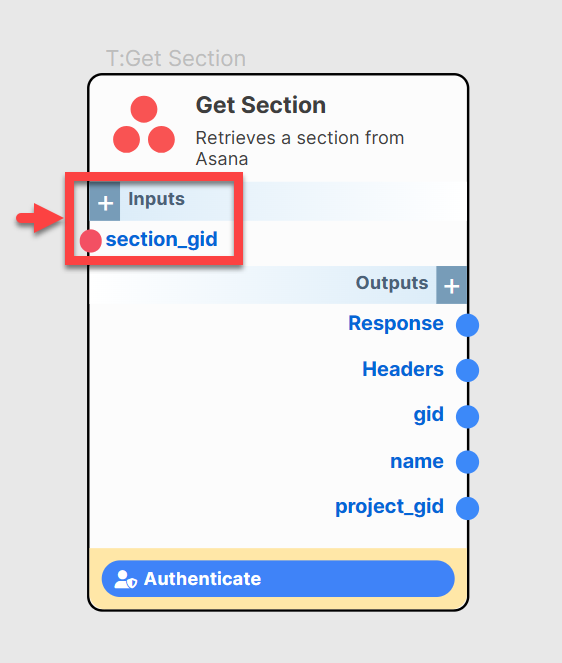 T:Get Section
Get Section
Retrieves a section from
Asana
+ Inputs
section_gid
Outputs +
Response
Headers
gid
name
project_gid
Authenticate